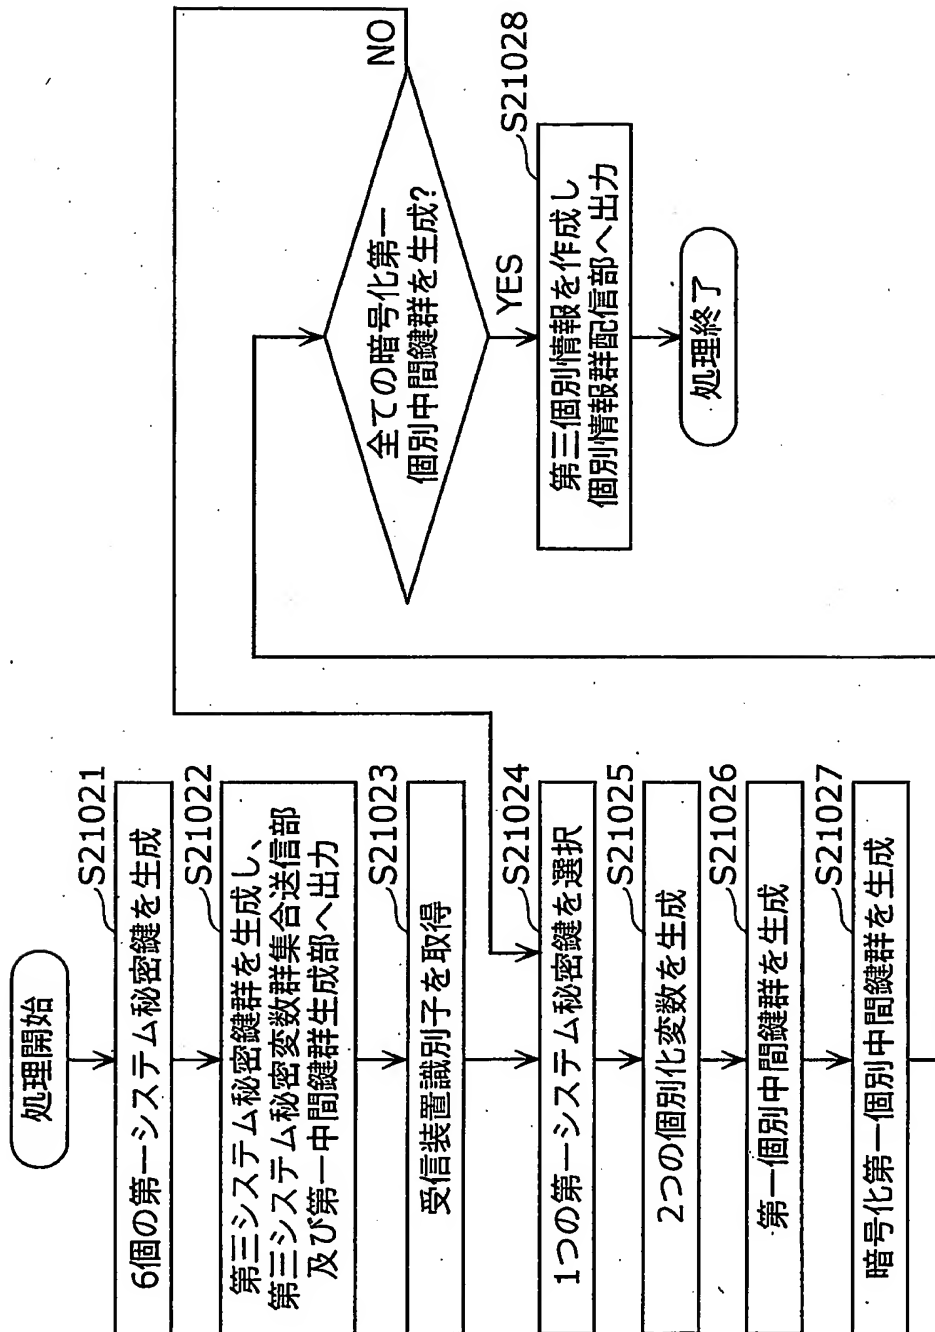 処理開始
S21021
6個の第一システム秘密鍵を生成
S21022
第三システム秘密鍵群を生成し、
第三システム秘密変数群集合送信部
及び第一中間鍵群生成部へ出力
S21023
受信装置識別子を取得
S21024
1つの第一システム秘密鍵を選択
S21025
2つの個別化変数を生成
S21026
第一個別中間鍵群を生成
S21027
暗号化第一個別中間鍵群を生成
全ての暗号化第一
個別中間鍵群を生成?
NO
YES
S21028
第三個別情報を作成し
個別情報群配信部へ出力
処理終了